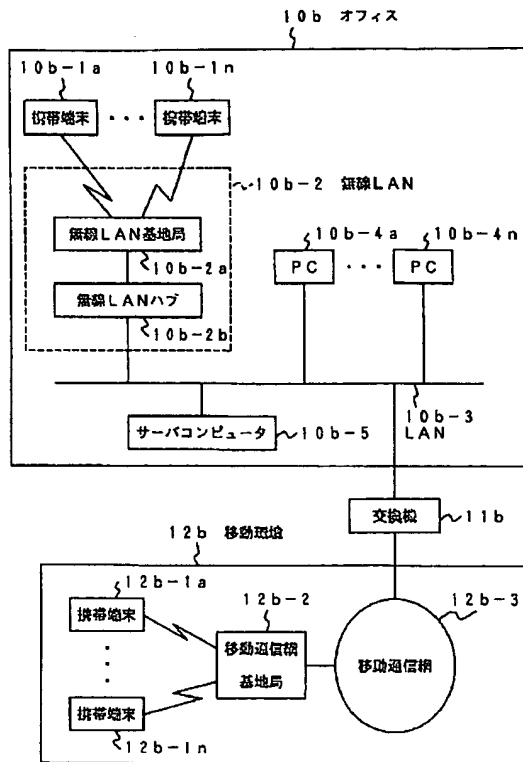 10b オフィス
10b-1a 10b-1n
携帯端末 ・・・ 携帯端末
10b-2 無線LAN
無線LAN基地局
10b-2a
無線LANハブ
10b-2b
10b-4a 10b-4n
PC ・・・ PC
10b-3
LAN
サーバコンピュータ 10b-5
交換機 11b
12b 移動環境
12b-1a
携帯端末
・
・
・
携帯端末
12b-1n
12b-2
移動通信網
基地局
12b-3
移動通信網